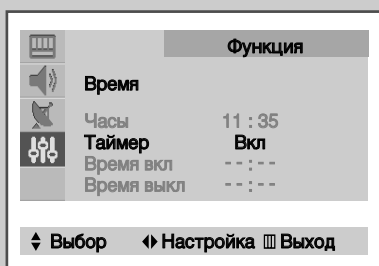 Функция
Время
Часы 11 : 35
Таймер Вкл
Время вкл - - : - -
Время выкл - - : - -
Выбор Настройка Выход